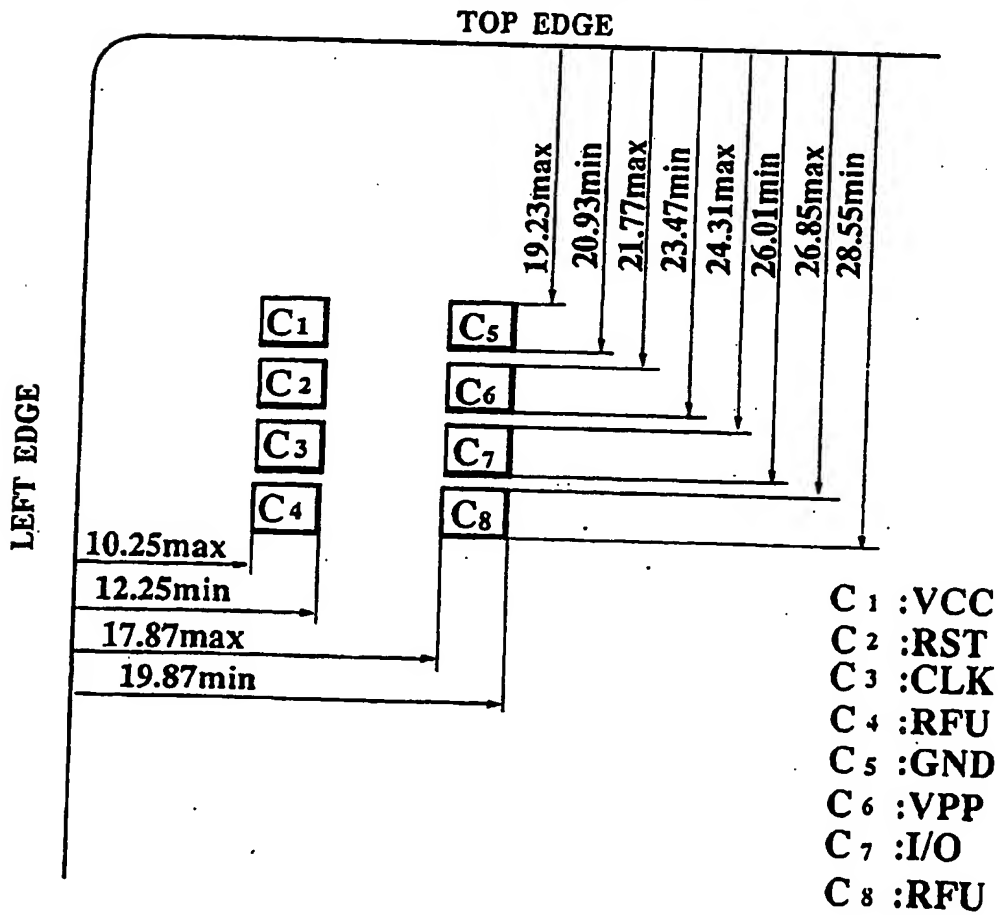 TOP EDGE
19.23max
20.93min
21.77max
23.47min
24.31max
26.01min
26.85max
28.55min
C1
C5
C2
C6
C3
C7
C4
C8
LEFT EDGE
10.25max
12.25min
17.87max
19.87min
C1 :VCC
C2 :RST
C3 :CLK
C4 :RFU
C5 :GND
C6 :VPP
C7 :I/O
C8 :RFU